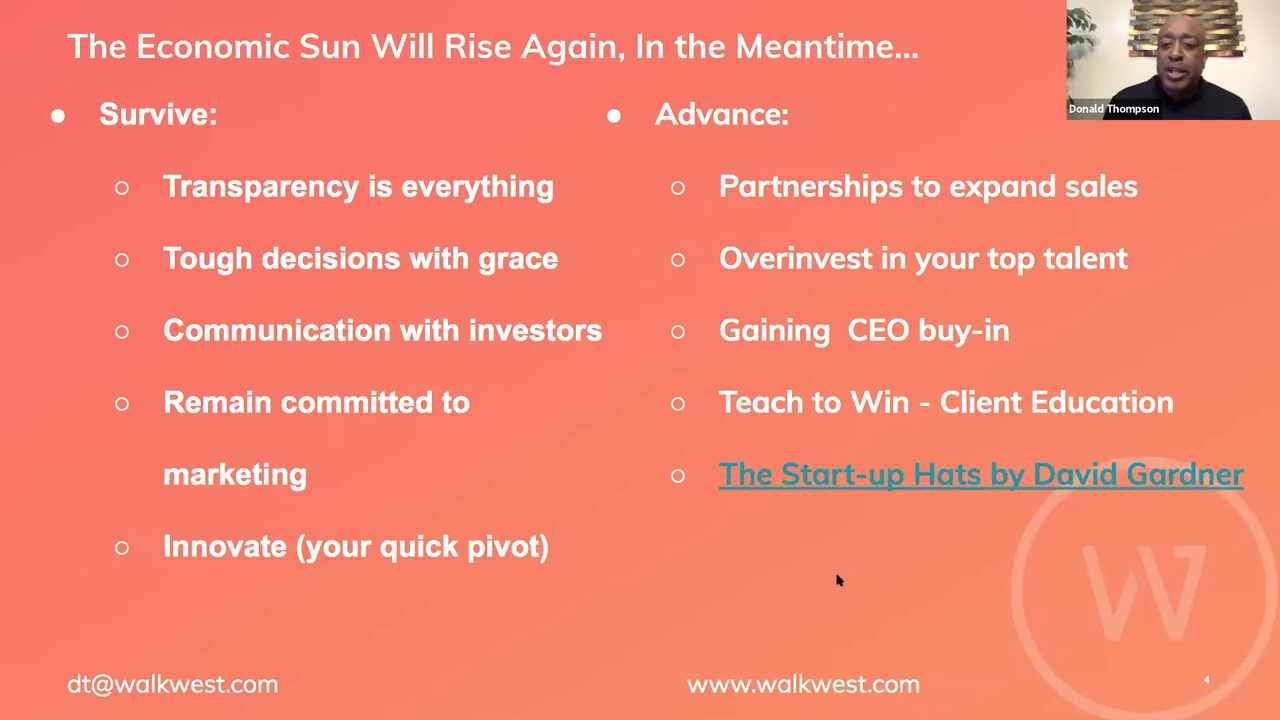 The Economic Sun Will Rise Again, In the Meantime...
Donald Thompson
● Survive:
○ Transparency is everything
○ Tough decisions with grace
○ Communication with investors
○ Remain committed to
marketing
○ Innovate (your quick pivot)
● Advance:
○ Partnerships to expand sales
○ Overinvest in your top talent
○ Gaining  CEO buy-in
○ Teach to Win - Client Education
○ The Start-up Hats by David Gardner
W
dt@walkwest.com
www.walkwest.com
4